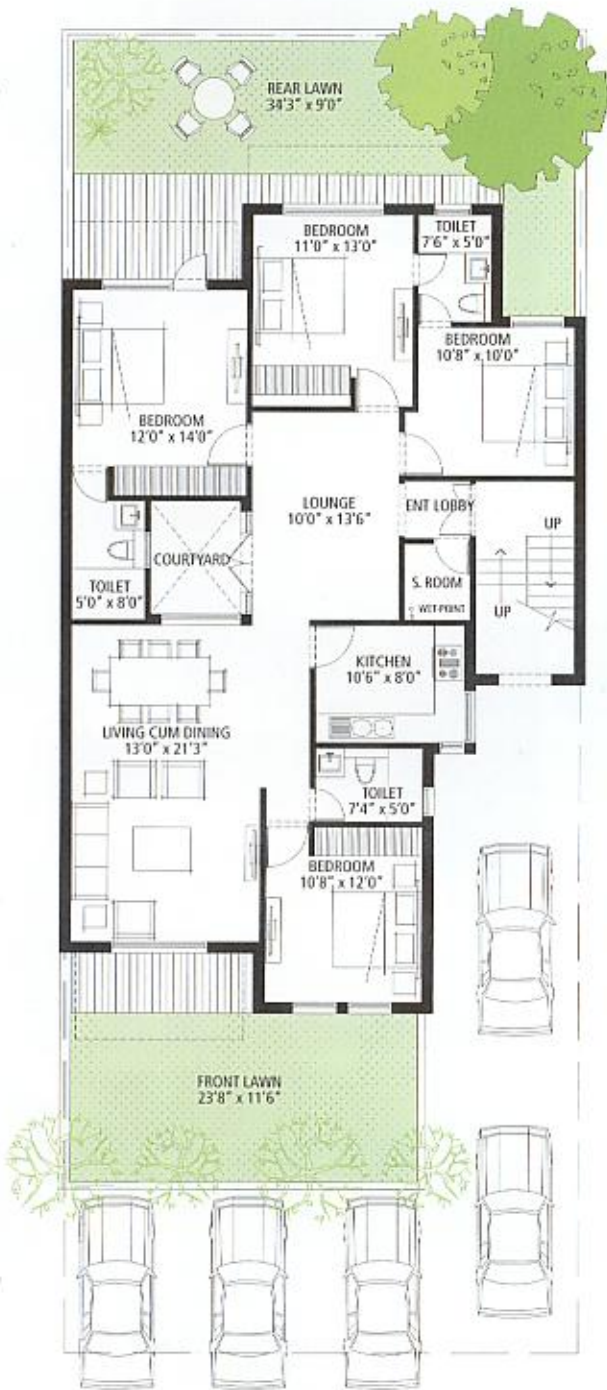 REAR LAWN
34'3" x 9'0"
BEDROOM
11'0" x 13'0"
TOILET
7'6" x 5'0"
BEDROOM
10'8" x 10'0"
BEDROOM
12'0" x 14'0"
LOUNGE
10'0" x 13'6"
ENT LOBBY
UP
COURTYARD
TOILET
5'0" x 8'0"
S. ROOM
WET-POINT
UP
KITCHEN
10'6" x 8'0"
LIVING CUM DINING
13'0" x 21'3"
TOILET
7'4" x 5'0"
BEDROOM
10'8" x 12'0"
FRONT LAWN
23'8" x 11'6"